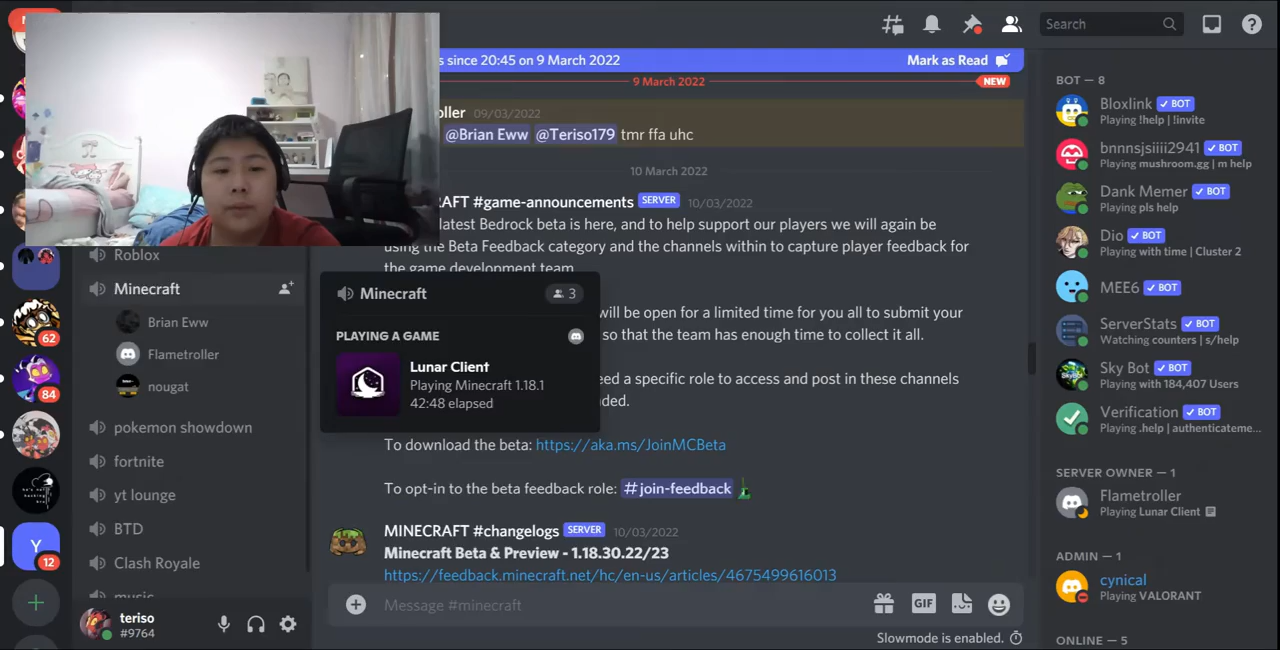 Search
s since 20:45 on 9 March 2022
Mark as Read
9 March 2022
NEW
oller 09/03/2022
@Brian Eww @Teriso179 tmr ffa uhc
10 March 2022
RAFT #game-announcements SERVER 10/03/2022
latest Bedrock beta is here, and to help support our players we will again be
using the Beta Feedback category and the channels within to capture player feedback for
the game development team
will be open for a limited time for you all to submit your
so that the team has enough time to collect it all.
eed a specific role to access and post in these channels
ded.
To download the beta: https://aka.ms/JoinMCBeta
To opt-in to the beta feedback role: #join-feedback
MINECRAFT #changelogs SERVER 10/03/2022
Minecraft Beta & Preview - 1.18.30.22/23
https://feedback.minecraft.net/hc/en-us/articles/4675499616013
Message #minecraft
GIF
Slowmode is enabled.
Roblox
Minecraft
Brian Eww
Flametroller
nougat
pokemon showdown
fortnite
yt lounge
BTD
Clash Royale
music
teriso
#9764
62
84
Y
12
Minecraft
3
PLAYING A GAME
Lunar Client
Playing Minecraft 1.18.1
42:48 elapsed
BOT — 8
Bloxlink BOT
Playing !help | !invite
bnnnsjsiiii2941 BOT
Playing mushroom.gg | m help
Dank Memer BOT
Playing pls help
Dio BOT
Playing with time | Cluster 2
MEE6 BOT
ServerStats BOT
Watching counters | s/help
Sky Bot BOT
Playing with 184,407 Users
Verification BOT
Playing .help | authenticateme...
SERVER OWNER — 1
Flametroller
Playing Lunar Client
ADMIN — 1
cynical
Playing VALORANT
ONLINE — 5